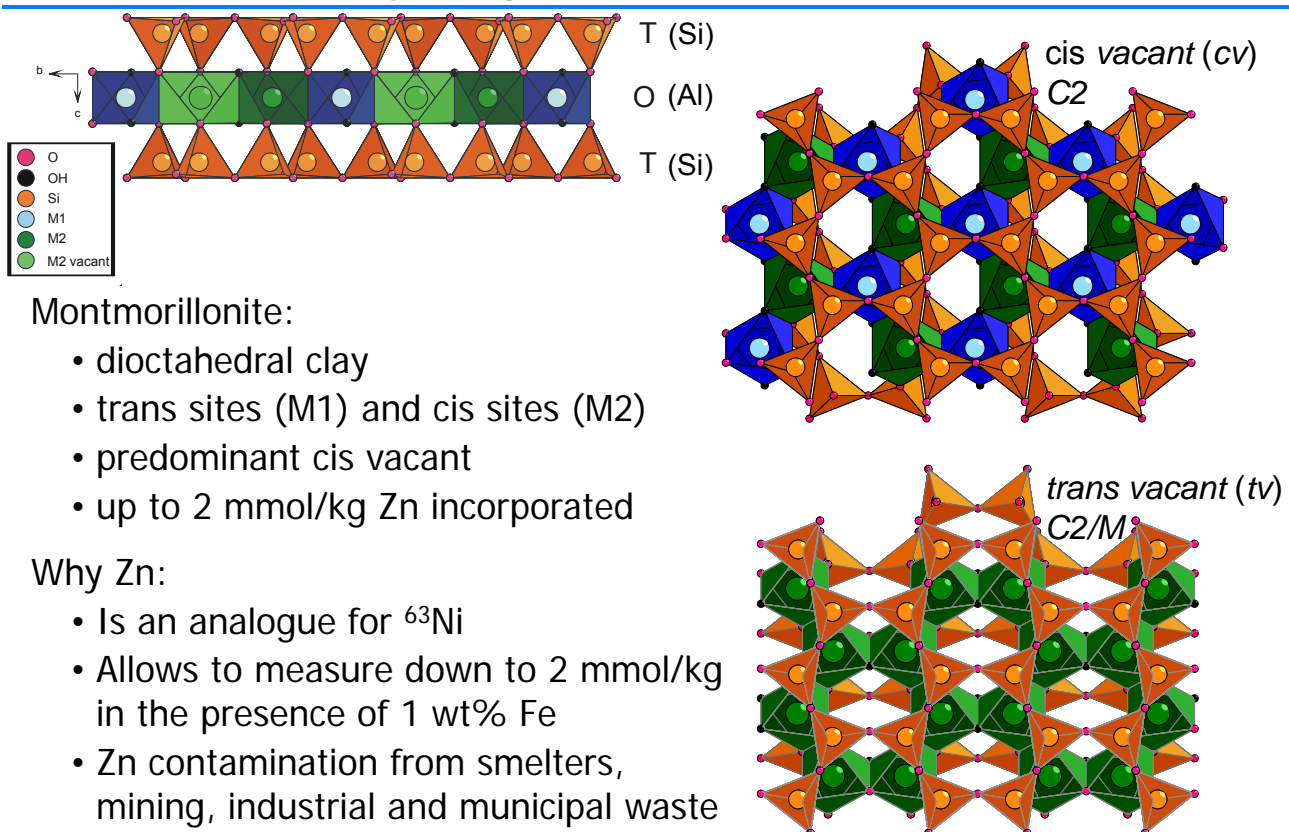 T (Si)
b
c
O (Al)
T (Si)
O
OH
Si
M1
M2
M2 vacant
cis vacant (cv)
C2
Montmorillonite:
• dioctahedral clay
• trans sites (M1) and cis sites (M2)
• predominant cis vacant
• up to 2 mmol/kg Zn incorporated
trans vacant (tv)
C2/M
Why Zn:
• Is an analogue for ⁶³Ni
• Allows to measure down to 2 mmol/kg
in the presence of 1 wt% Fe
• Zn contamination from smelters,
mining, industrial and municipal waste